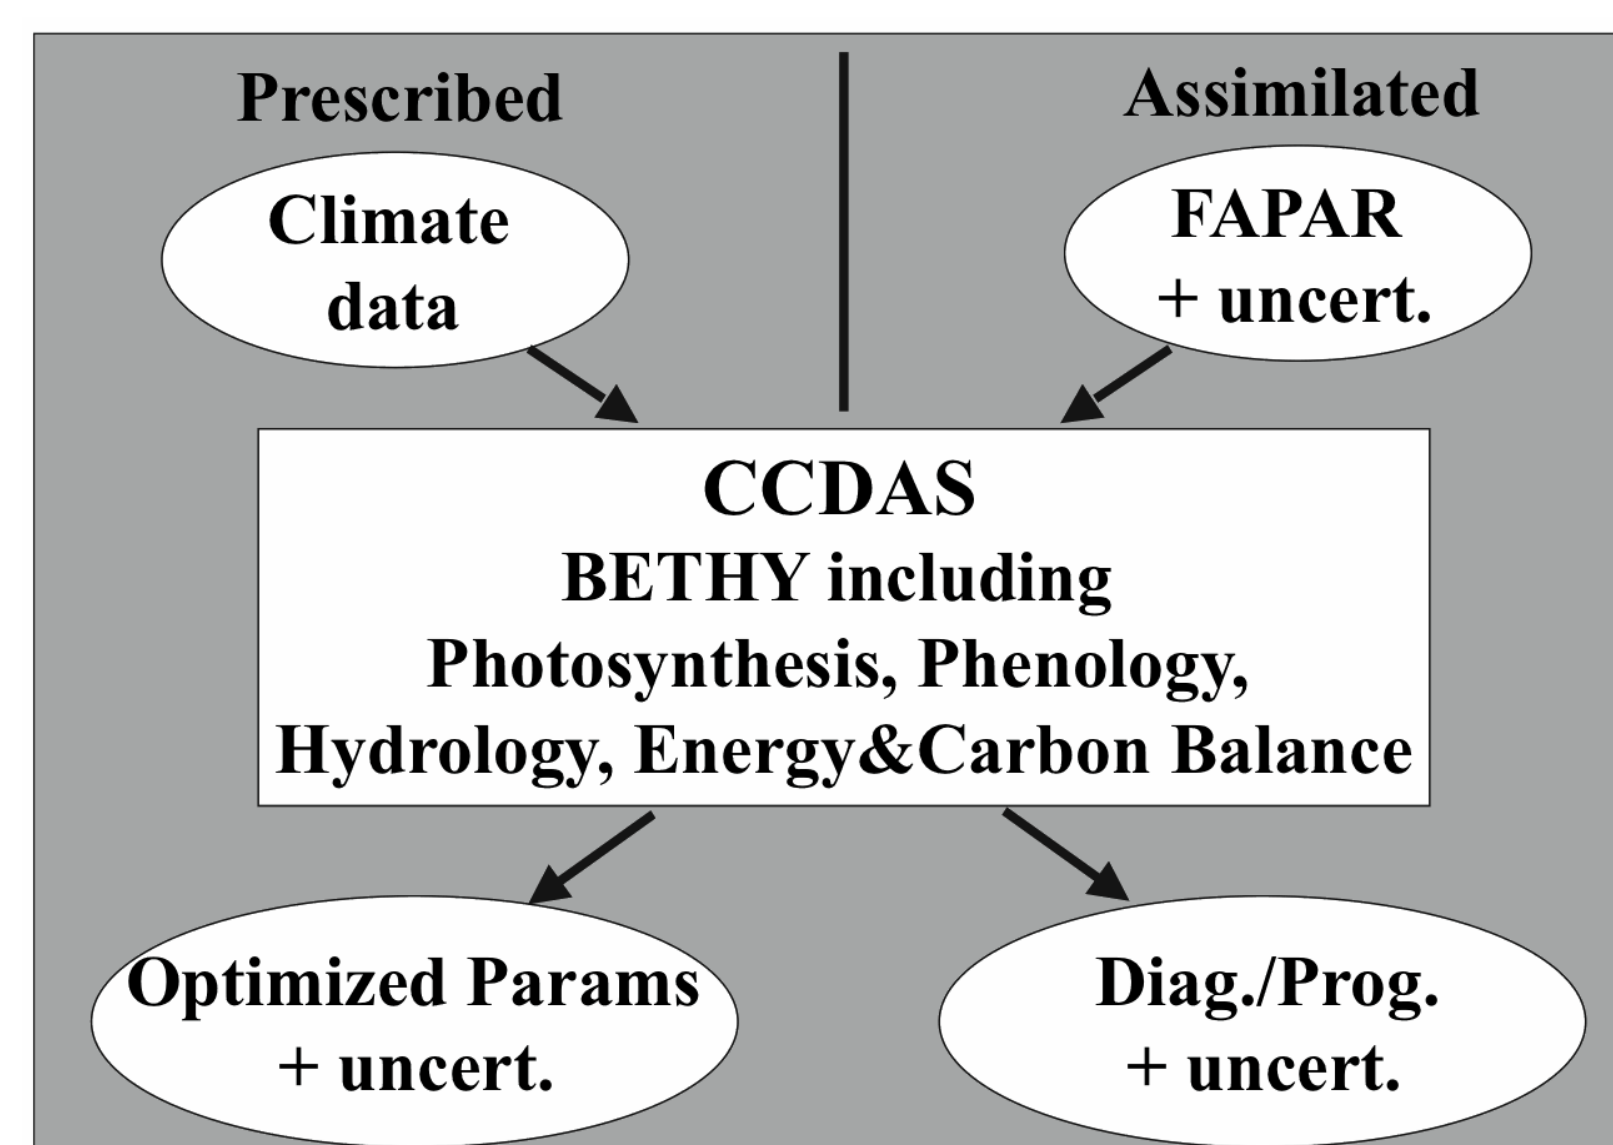 Prescribed
Assimilated
Climate
data
FAPAR
+ uncert.
CCDAS
BETHY including
Photosynthesis, Phenology,
Hydrology, Energy&Carbon Balance
Optimized Params
+ uncert.
Diag./Prog.
+ uncert.